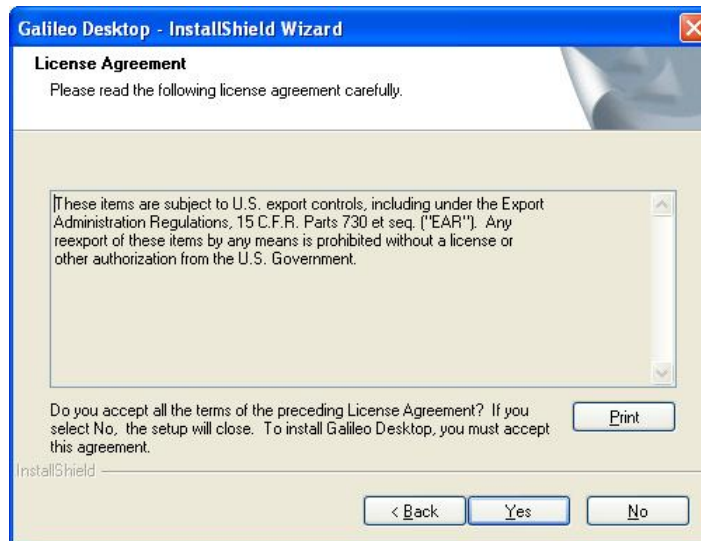 Galileo Desktop - InstallShield Wizard
License Agreement
Please read the following license agreement carefully.
These items are subject to U.S. export controls, including under the Export
Administration Regulations, 15 C.F.R. Parts 730 et seq. ("EAR"). Any
reexport of these items by any means is prohibited without a license or
other authorization from the U.S. Government.
Do you accept all the terms of the preceding License Agreement? If you
select No, the setup will close. To install Galileo Desktop, you must accept
this agreement.
Print
InstallShield
< Back
Yes
No